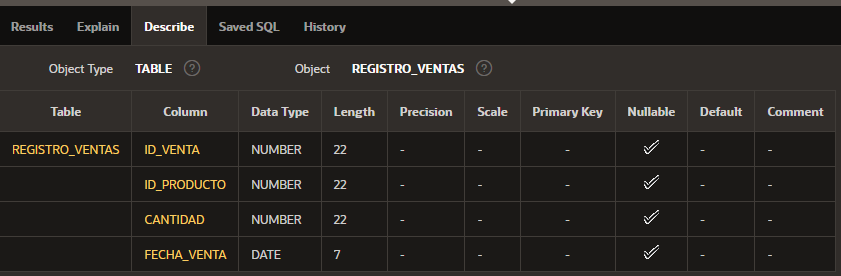 Results Explain Describe Saved SQL History
Object Type TABLE ? Object REGISTRO_VENTAS ?
Table Column Data Type Length Precision Scale Primary Key Nullable Default Comment
REGISTRO_VENTAS ID_VENTA NUMBER 22 - - - - -
ID_PRODUCTO NUMBER 22 - - - - -
CANTIDAD NUMBER 22 - - - - -
FECHA_VENTA DATE 7 - - - - -